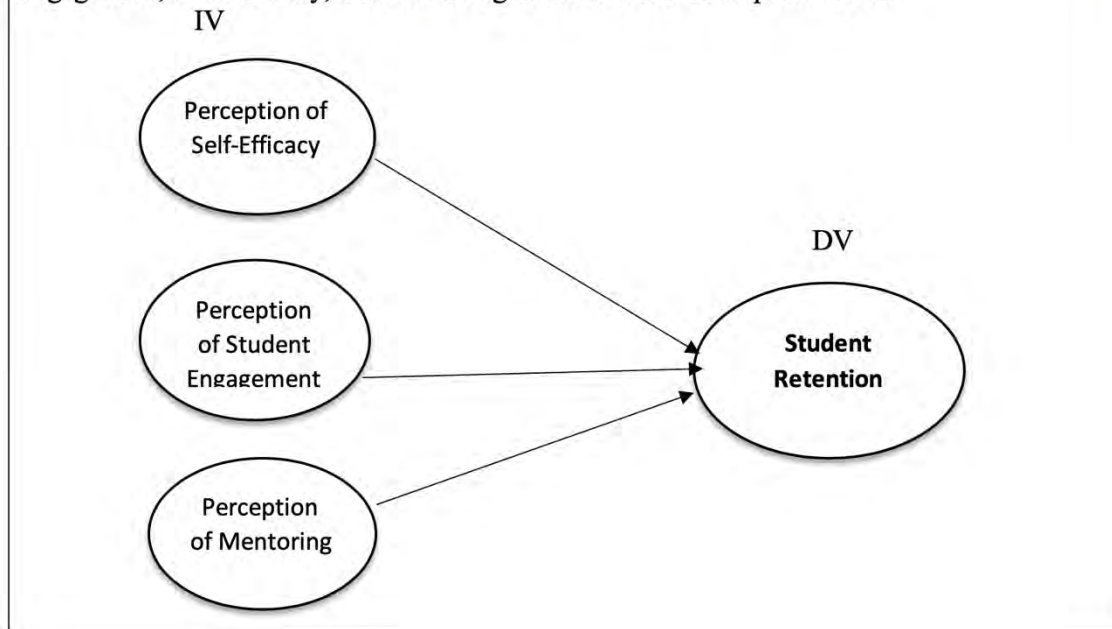 IV
Perception of
Self-Efficacy
Perception
of Student
Engagement
Perception
of Mentoring
DV
Student
Retention